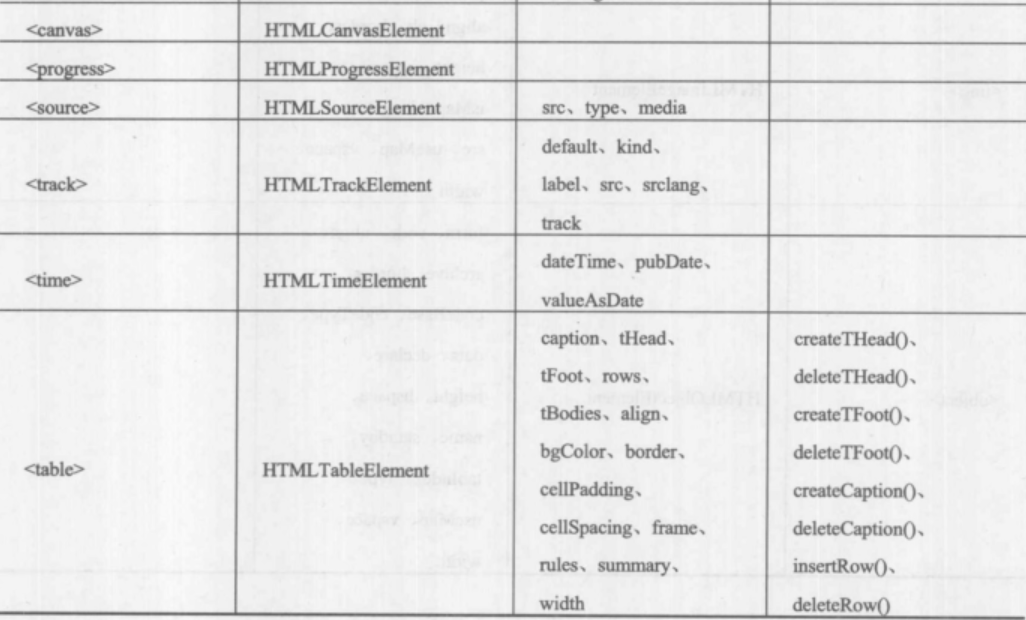 <canvas> HTMLCanvasElement
<progress> HTMLProgressElement
<source> HTMLSourceElement src、type、media
default、kind、
<track> HTMLTrackElement label、src、srclang、
track
dateTime、pubDate、
<time> HTMLTimeElement
valueAsDate
caption、tHead、 createTHead()、
tFoot、rows、 deleteTHead()、
tBodies、align、 createTFoot()、
bgColor、border、 deleteTFoot()、
<table> HTMLTableElement
cellPadding、 createCaption()、
cellSpacing、frame、 deleteCaption()、
rules、summary、 insertRow()、
width deleteRow()